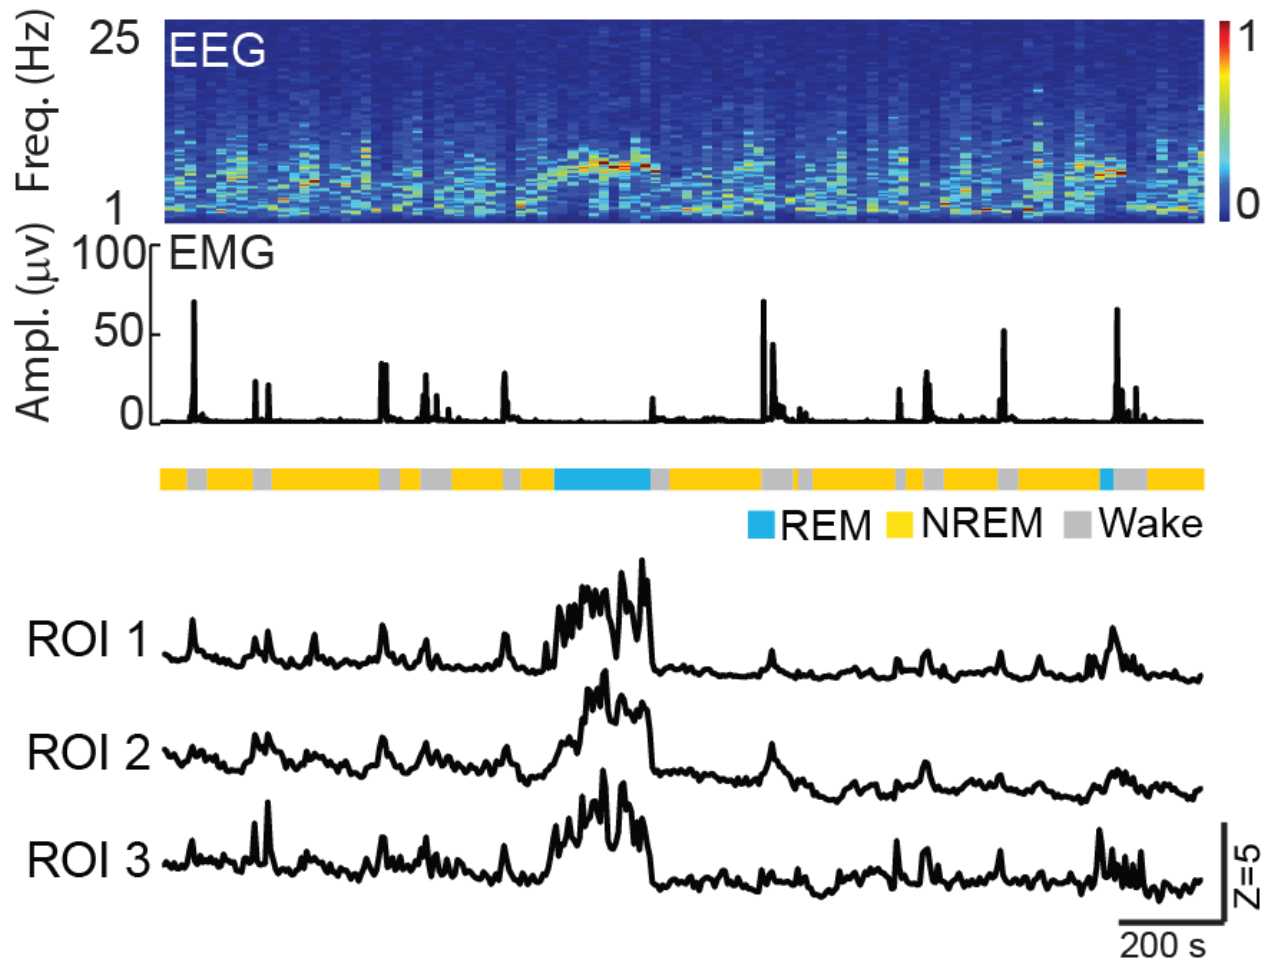 25
EEG
1
Freq. (Hz)
1
0
100
EMG
50
Ampl. (μv)
0
REM NREM Wake
ROI 1
ROI 2
ROI 3
Z=5
200 s